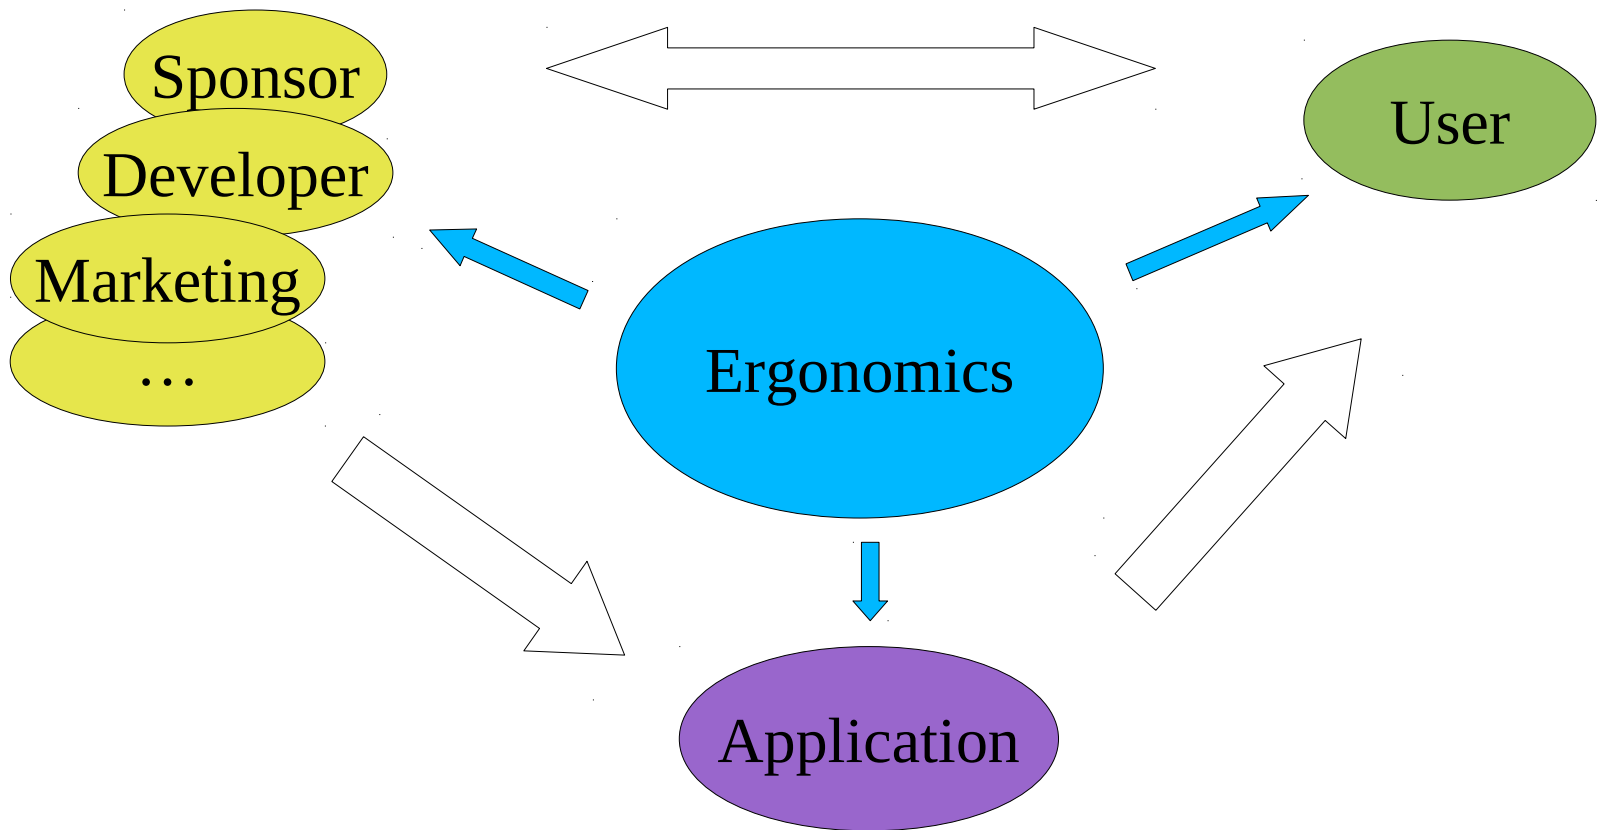 Sponsor
Developer
Marketing
…
User
Ergonomics
Application